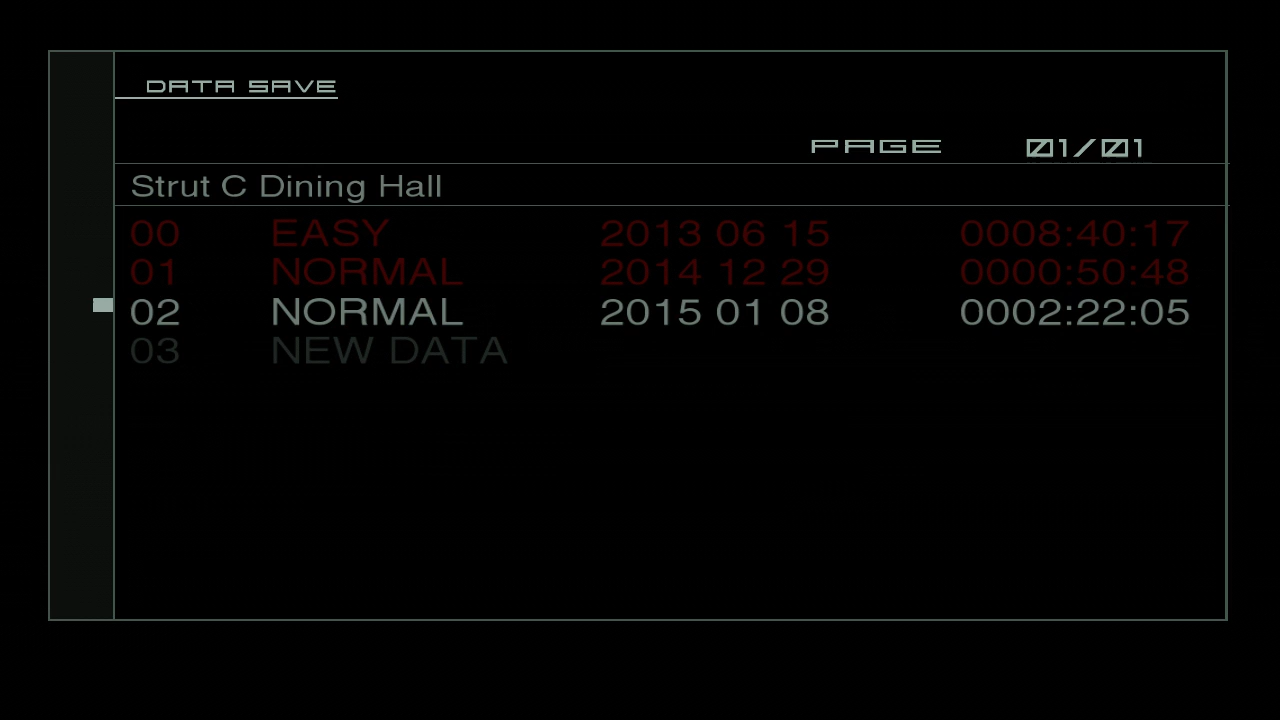 DATA SAVE
PAGE 01/01
Strut C Dining Hall
00 EASY 2013 06 15 0008:40:17
01 NORMAL 2014 12 29 0000:50:48
02 NORMAL 2015 01 08 0002:22:05
03 NEW DATA